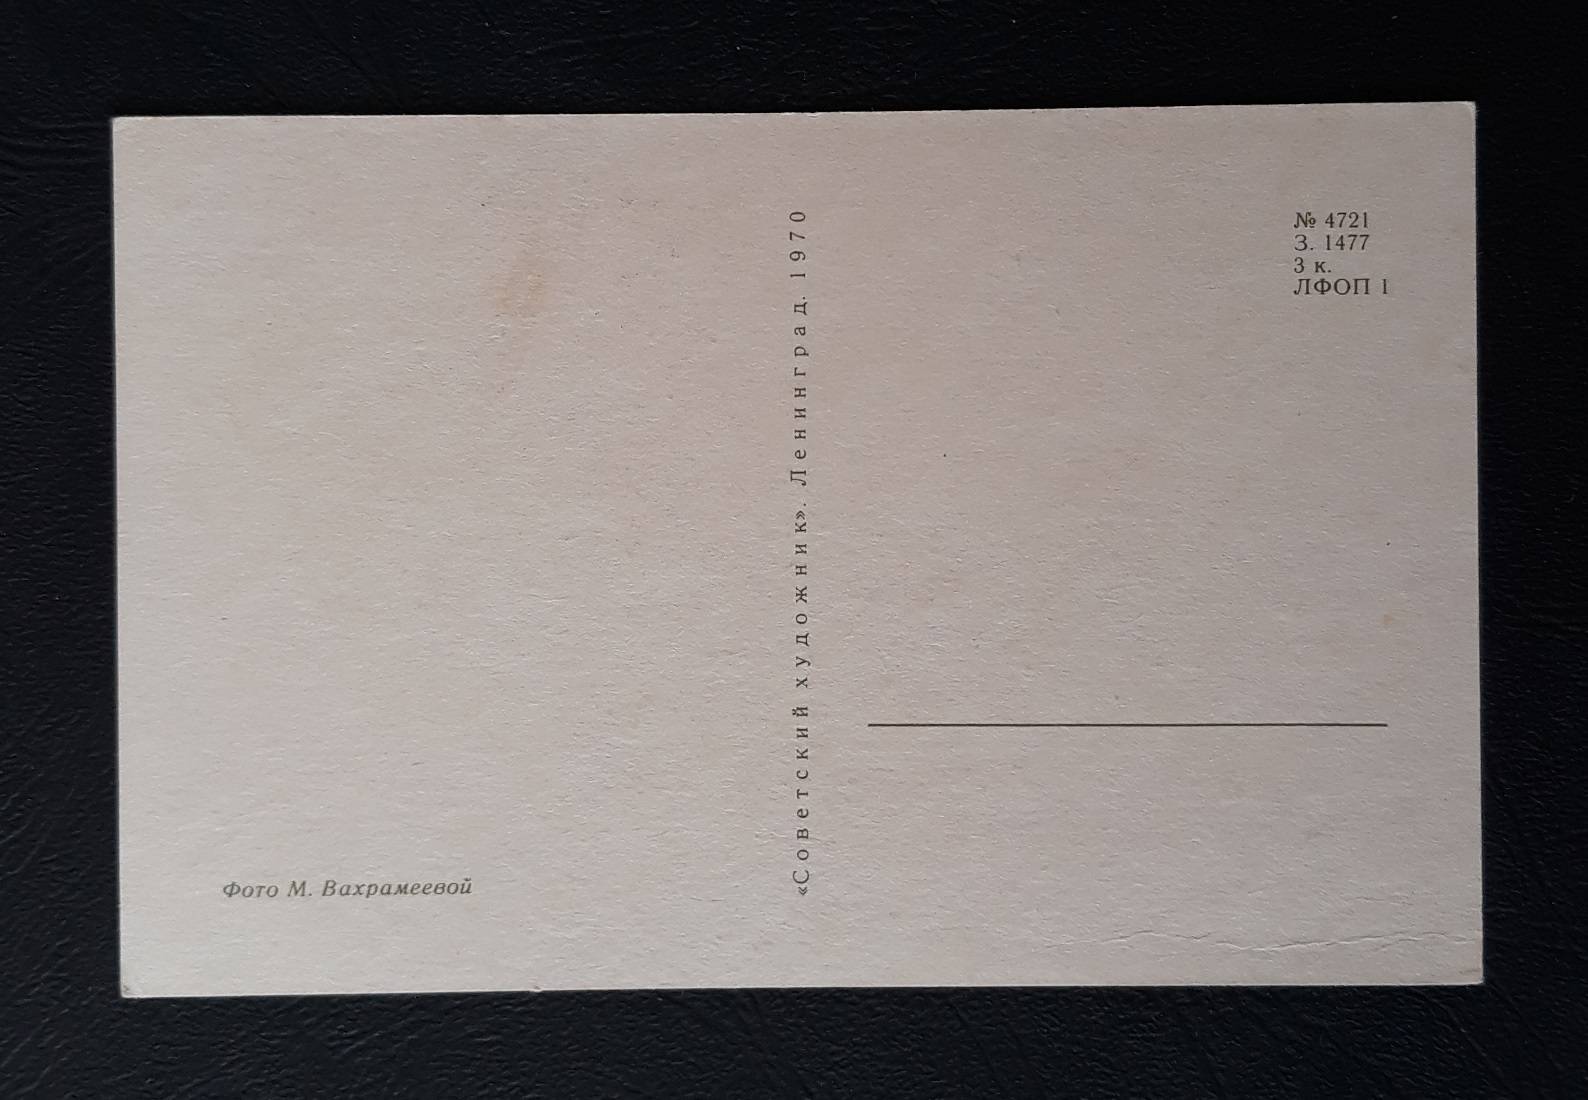 № 4721
З. 1477
3 к.
ЛФОП 1
«Советский художник». Ленинград. 1970
Фото М. Вахрамеевой